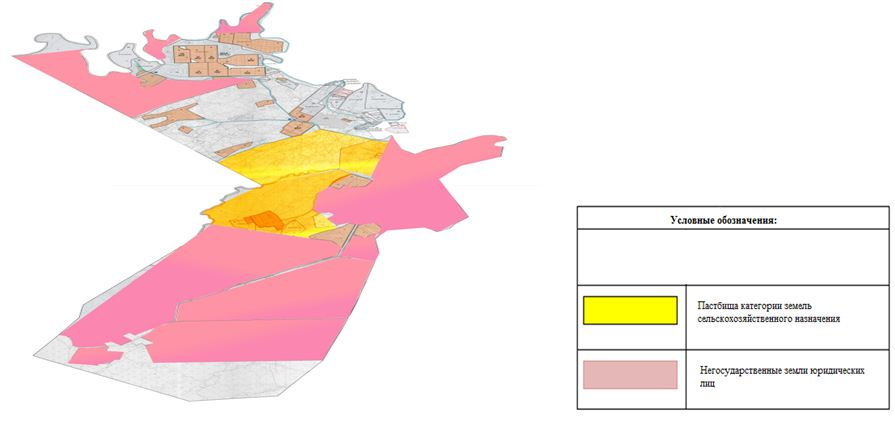 Условные обозначения:
Пастбища категории земель
сельскохозяйственного назначения
Негосударственные земли юридических
лиц